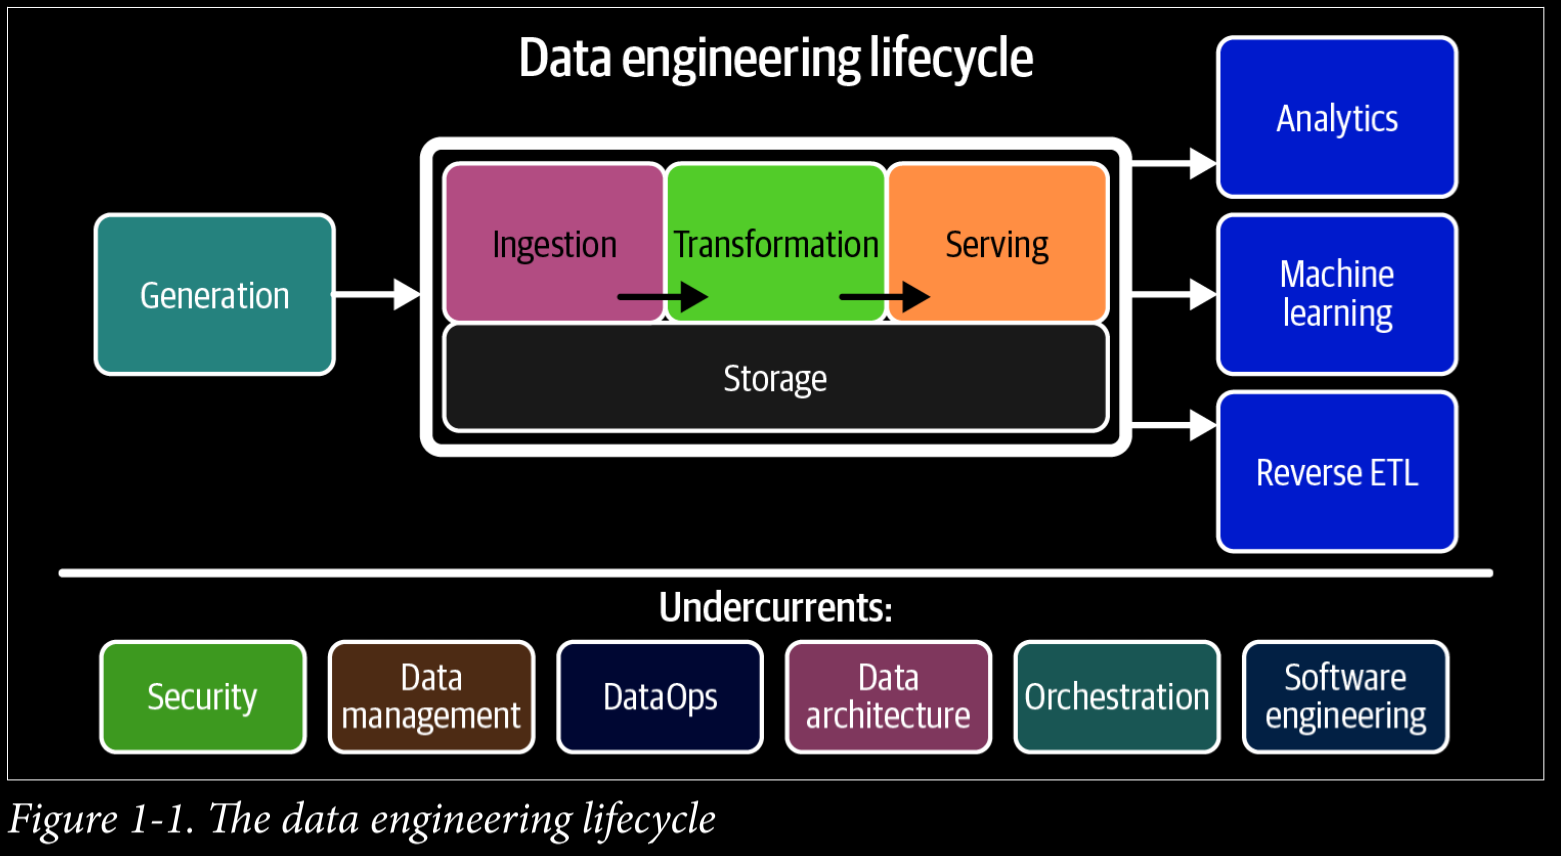 Data engineering lifecycle
Generation
Ingestion
Transformation
Serving
Storage
Analytics
Machine
learning
Reverse ETL
Undercurrents:
Security
Data
management
DataOps
Data
architecture
Orchestration
Software
engineering
Figure 1-1. The data engineering lifecycle